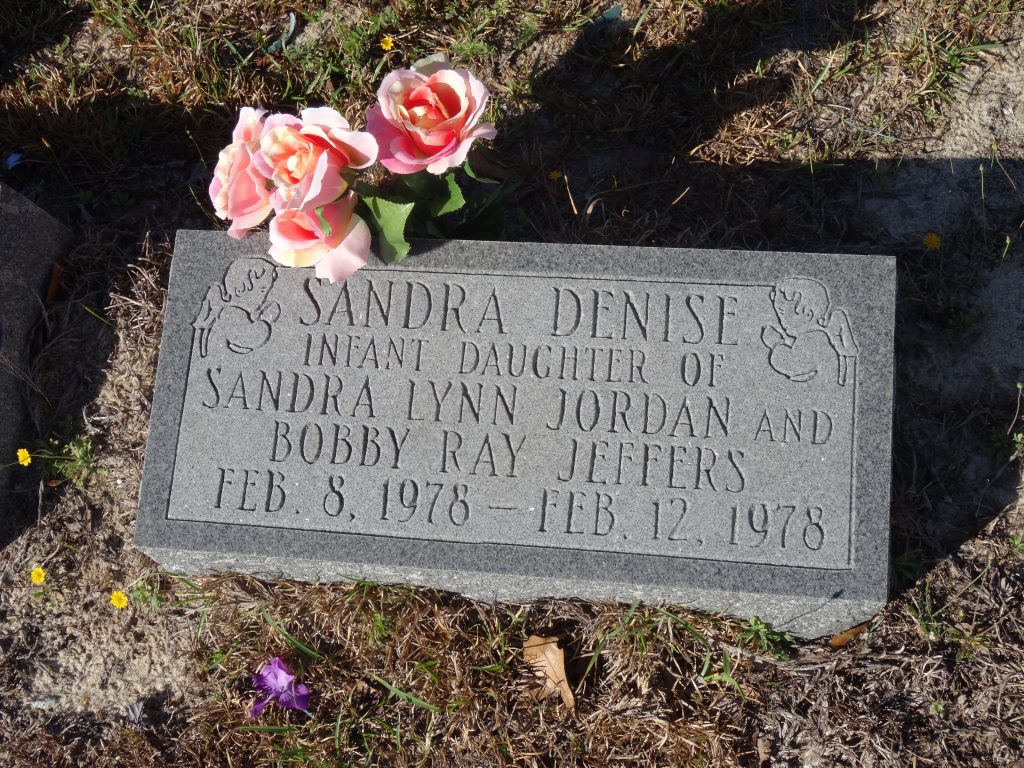 SANDRA DENISE
INFANT DAUGHTER OF
SANDRA LYNN JORDAN AND
BOBBY RAY JEFFERS
FEB. 8, 1978 — FEB. 12, 1978